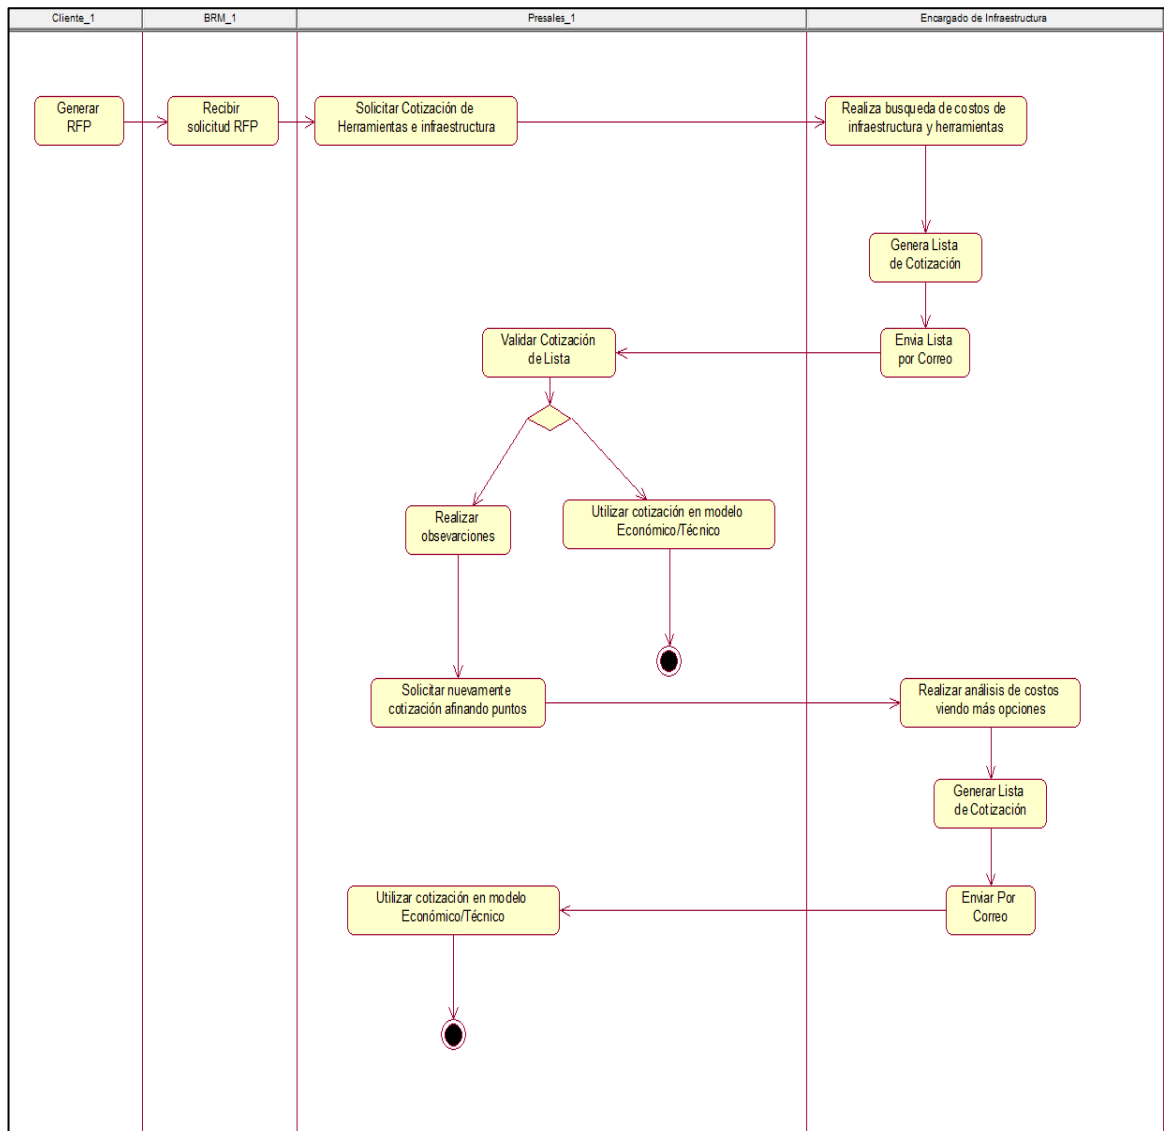 Cliente_1
BRM_1
Presales_1
Encargado de Infraestructura
Generar
RFP
Recibir
solicitud RFP
Solicitar Cotización de
Herramientas e infraestructura
Realiza busqueda de costos de
infraestructura y herramientas
Genera Lista
de Cotización
Validar Cotización
de Lista
Envia Lista
por Correo
Realizar
obsevarciones
Utilizar cotización en modelo
Económico/Técnico
Solicitar nuevamente
cotización afinando puntos
Realizar análisis de costos
viendo más opciones
Generar Lista
de Cotización
Utilizar cotización en modelo
Económico/Técnico
Enviar Por
Correo